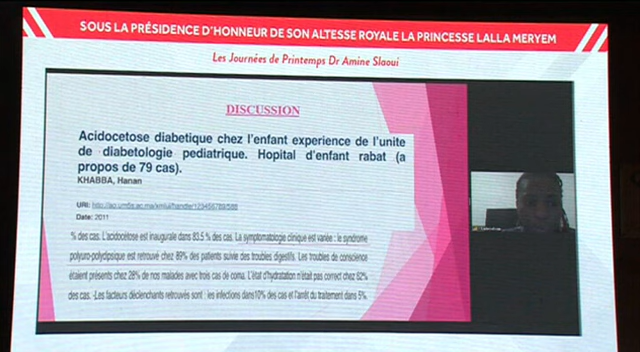 SOUS LA PRÉSIDENCE D'HONNEUR DE SON ALTESSE ROYALE LA PRINCESSE LALLA MERYEM
Les Journées de Printemps Dr Amine Slaoui
DISCUSSION
Acidocetose diabetique chez l'enfant experience de l'unite
de diabetologie pediatrique. Hopital d'enfant rabat (a
propos de 79 cas).
KHABBA, Hanan
URI:
Date: 2011
% des cas. L'acidocétose est inaugurale dans 83.5 % des cas. La symptomatologie clinique est variée : le syndrome
polyuro-polydipsique est retrouvé chez 89% des patients suivie des troubles digestifs. Les troubles de conscience
étaient présents chez 28% de nos malades avec trois cas de coma. L'état d'hydratation n'était pas correct chez 62%
des cas. -Les facteurs déclenchants retrouvés sont : les infections dans10% des cas et l'arrêt du traitement dans 5%.